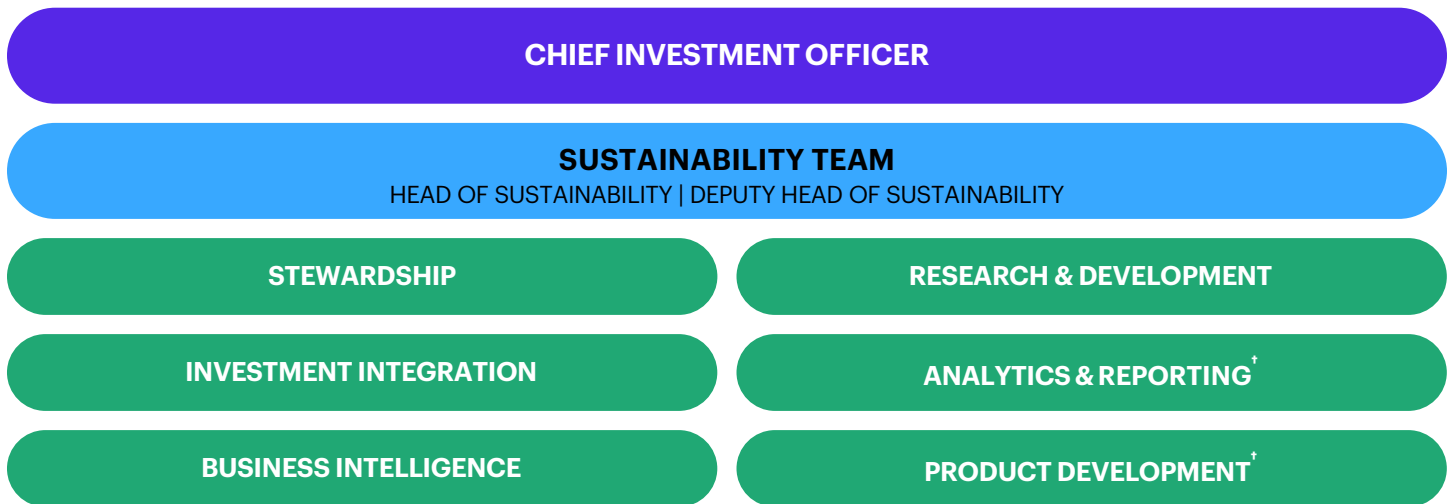 CHIEF INVESTMENT OFFICER
SUSTAINABILITY TEAM
HEAD OF SUSTAINABILITY | DEPUTY HEAD OF SUSTAINABILITY
STEWARDSHIP
RESEARCH & DEVELOPMENT
INVESTMENT INTEGRATION
ANALYTICS & REPORTING†
BUSINESS INTELLIGENCE
PRODUCT DEVELOPMENT†